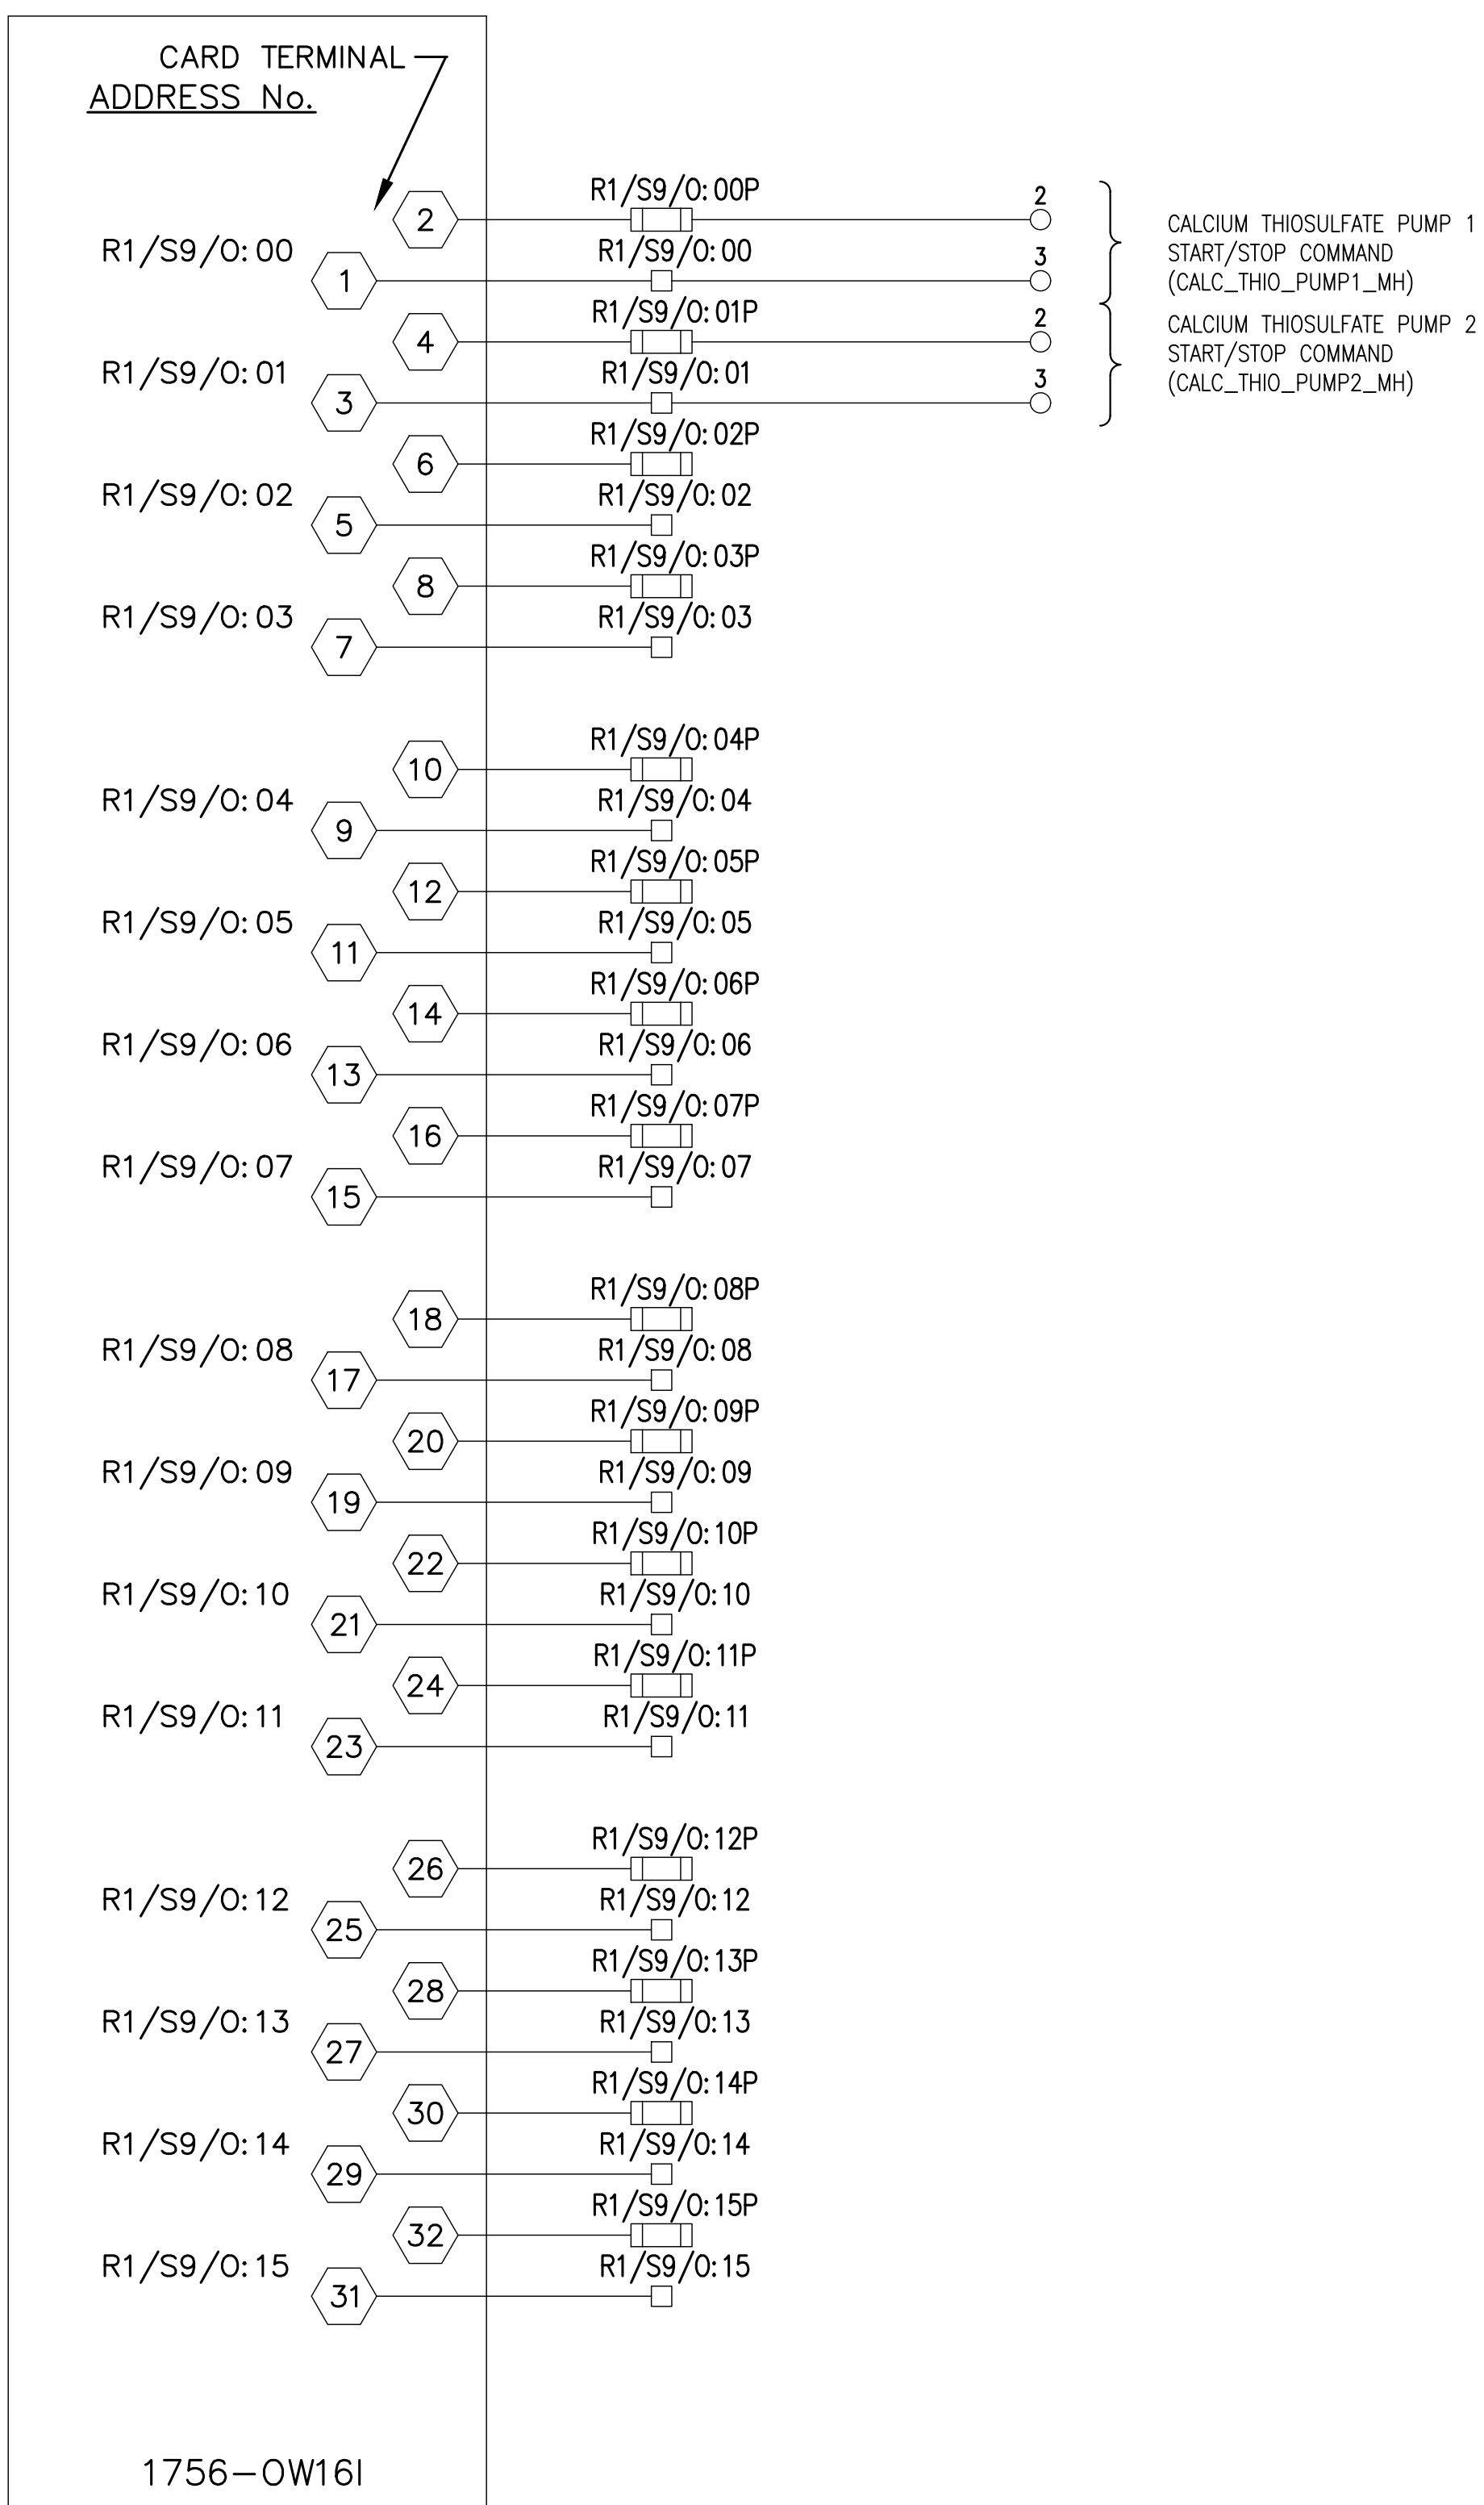 CARD TERMINAL
ADDRESS No.
R1/S9/O:00P
2
2
CALCIUM THIOSULFATE PUMP 1
START/STOP COMMAND
(CALC_THIO_PUMP1_MH)
R1/S9/O:00
1
R1/S9/O:00
3
R1/S9/O:01P
4
2
CALCIUM THIOSULFATE PUMP 2
START/STOP COMMAND
(CALC_THIO_PUMP2_MH)
R1/S9/O:01
3
R1/S9/O:01
3
R1/S9/O:02P
6
R1/S9/O:02
5
R1/S9/O:02
R1/S9/O:03P
8
R1/S9/O:03
7
R1/S9/O:03
R1/S9/O:04P
10
R1/S9/O:04
9
R1/S9/O:04
R1/S9/O:05P
12
R1/S9/O:05
11
R1/S9/O:05
R1/S9/O:06P
14
R1/S9/O:06
13
R1/S9/O:06
R1/S9/O:07P
16
R1/S9/O:07
15
R1/S9/O:07
R1/S9/O:08P
18
R1/S9/O:08
17
R1/S9/O:08
R1/S9/O:09P
20
R1/S9/O:09
19
R1/S9/O:09
R1/S9/O:10P
22
R1/S9/O:10
21
R1/S9/O:10
R1/S9/O:11P
24
R1/S9/O:11
23
R1/S9/O:11
R1/S9/O:12P
26
R1/S9/O:12
25
R1/S9/O:12
R1/S9/O:13P
28
R1/S9/O:13
27
R1/S9/O:13
R1/S9/O:14P
30
R1/S9/O:14
29
R1/S9/O:14
R1/S9/O:15P
32
R1/S9/O:15
31
R1/S9/O:15
1756-OW16I